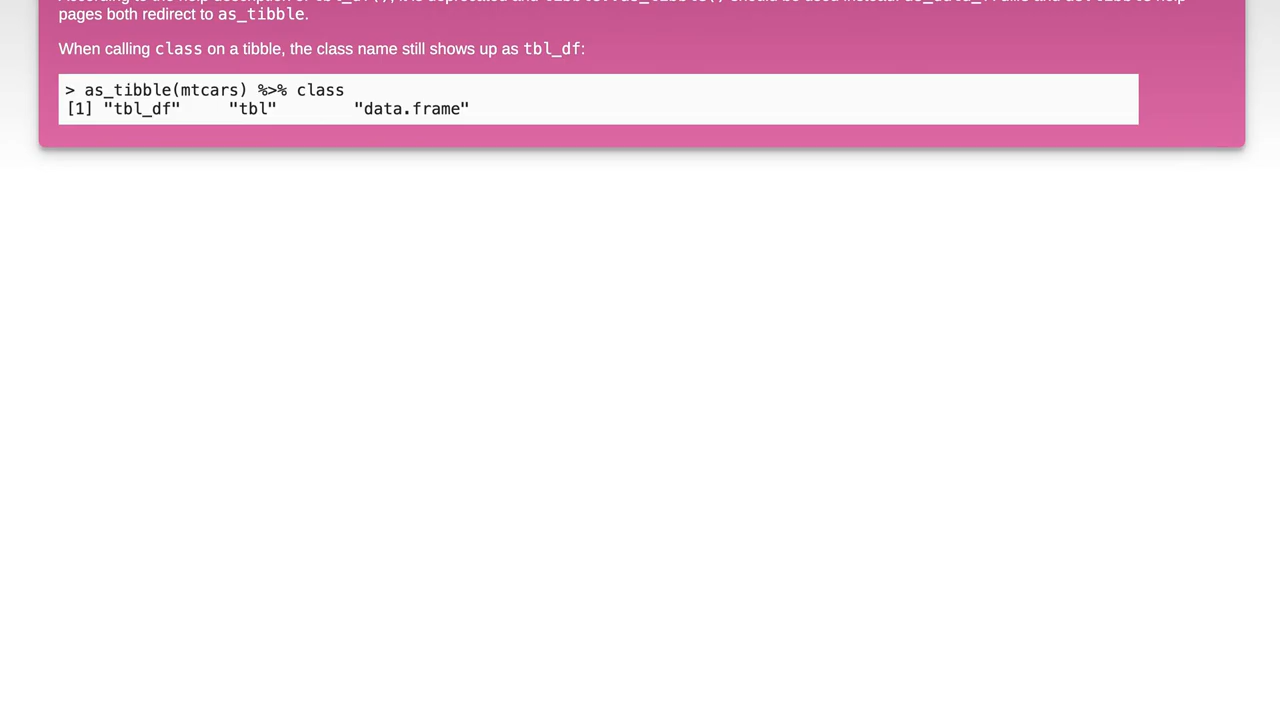 pages both redirect to as_tibble.
When calling class on a tibble, the class name still shows up as tbl_df:
> as_tibble(mtcars) %>% class
[1] "tbl_df"     "tbl"        "data.frame"